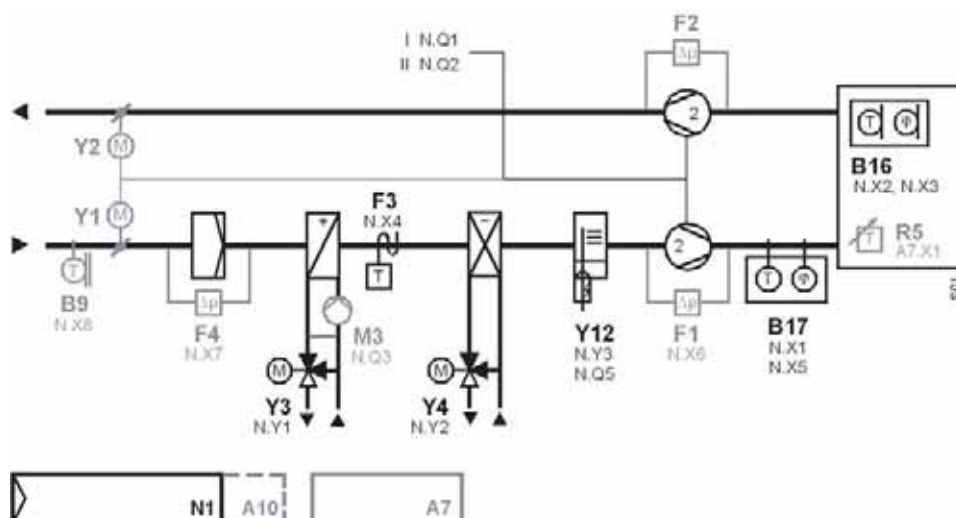 F2
Δp
I N.Q1
II N.Q2
2
T φ
B16
N.X2, N.X3
Y2 M
Y1 M
F3
N.X4
+
−
2
T
R5
A7.X1
T
B9
N.X8
Δp
F4
N.X7
T
M3
N.Q3
Y12
N.Y3
N.Q5
Δp
F1
N.X6
T φ
B17
N.X1
N.X5
M
Y3
N.Y1
M
Y4
N.Y2
N1
A10
A7